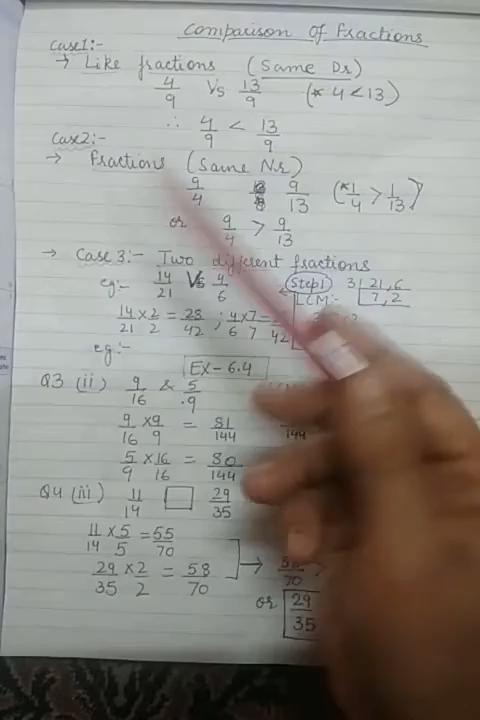 Comparison Of Fractions
Case1:-
→ Like fractions (Same Dr)
4/9 Vs 13/9 (* 4 < 13)
∴ 4/9 < 13/9
Case2:-
→ Fractions (Same Nr)
9/4 9/13 (* 1/4 > 1/13)
or 9/4 > 9/13
→ Case 3:- Two different fractions
eg:- 14/21 Vs 4/6 ← Step1 3 | 21, 6
LCM:- 7, 2
14/21 × 2/2 = 28/42 ; 4/6 × 7/7 = /42
eg:-
EX-6.4
Q3 (ii) 9/16 & 5/9
9/16 × 9/9 = 81/144 /144
5/9 × 16/16 = 80/144
Q4 (iii) 11/14 □ 29/35
11/14 × 5/5 = 55/70
29/35 × 2/2 = 58/70 → /70 >
or 29/35